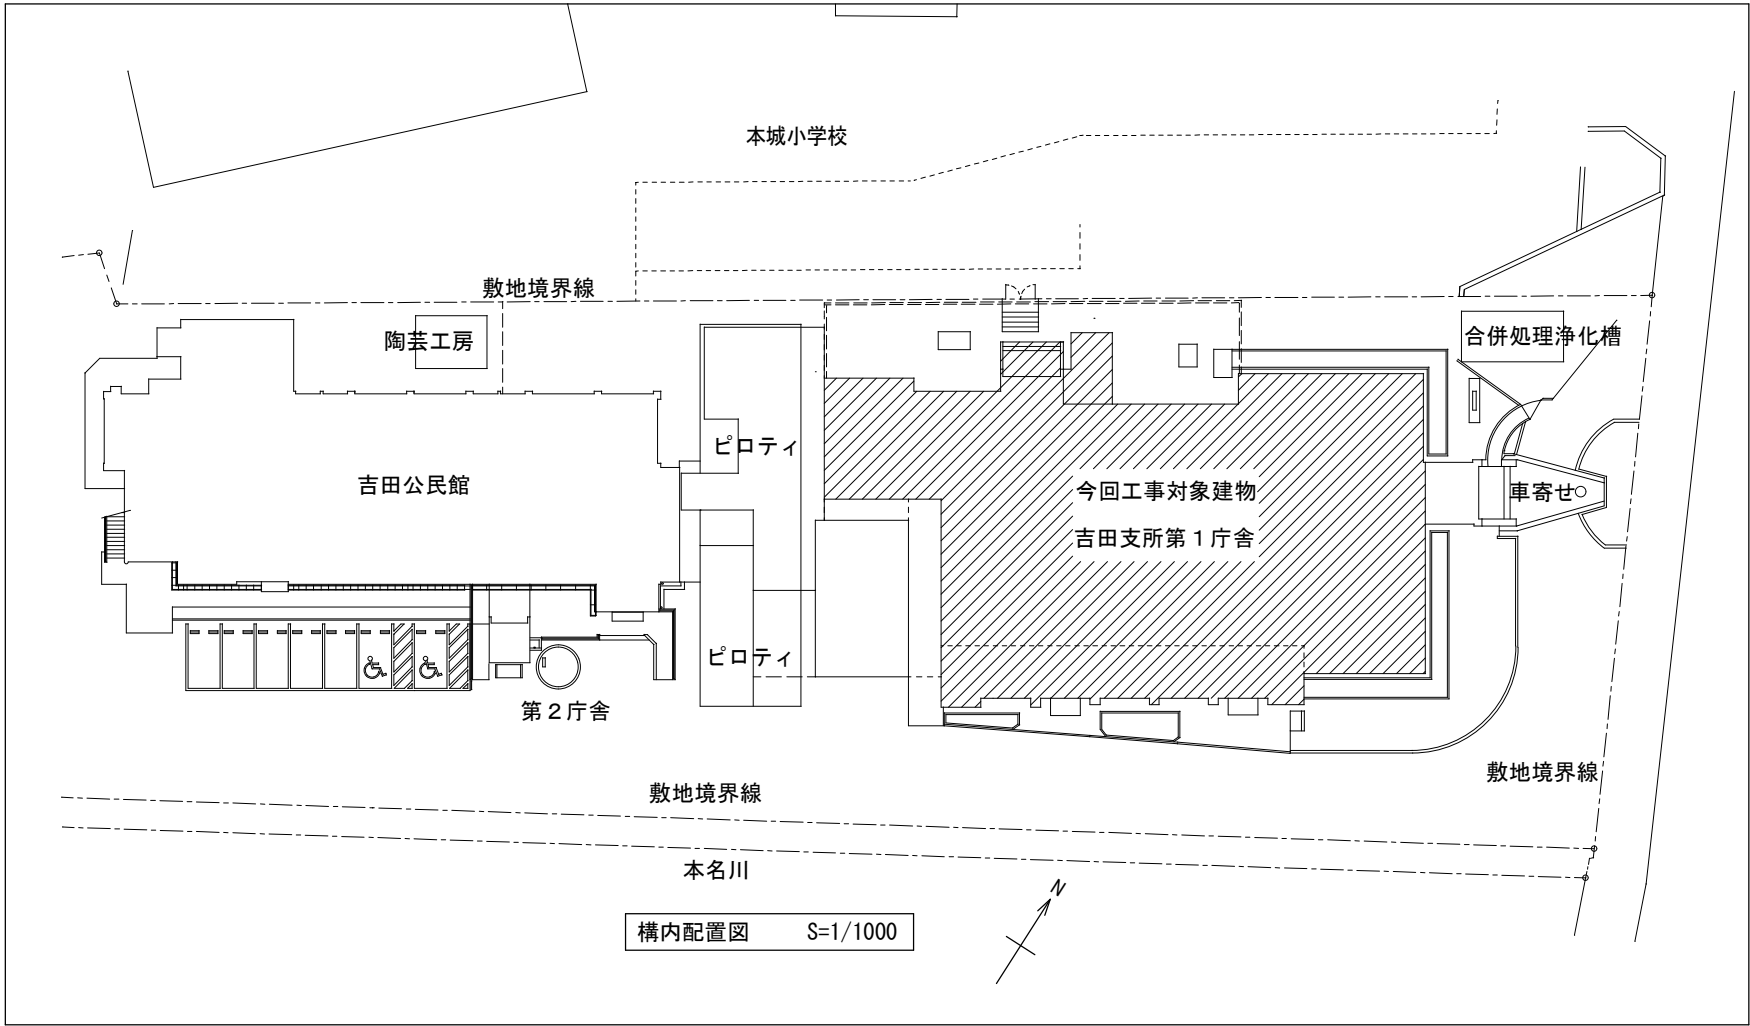 本城小学校
敷地境界線
陶芸工房
合併処理浄化槽
ピロティ
吉田公民館
今回工事対象建物
車寄せ
吉田支所第１庁舎
ピロティ
第２庁舎
敷地境界線
敷地境界線
本名川
N
構内配置図 S=1/1000